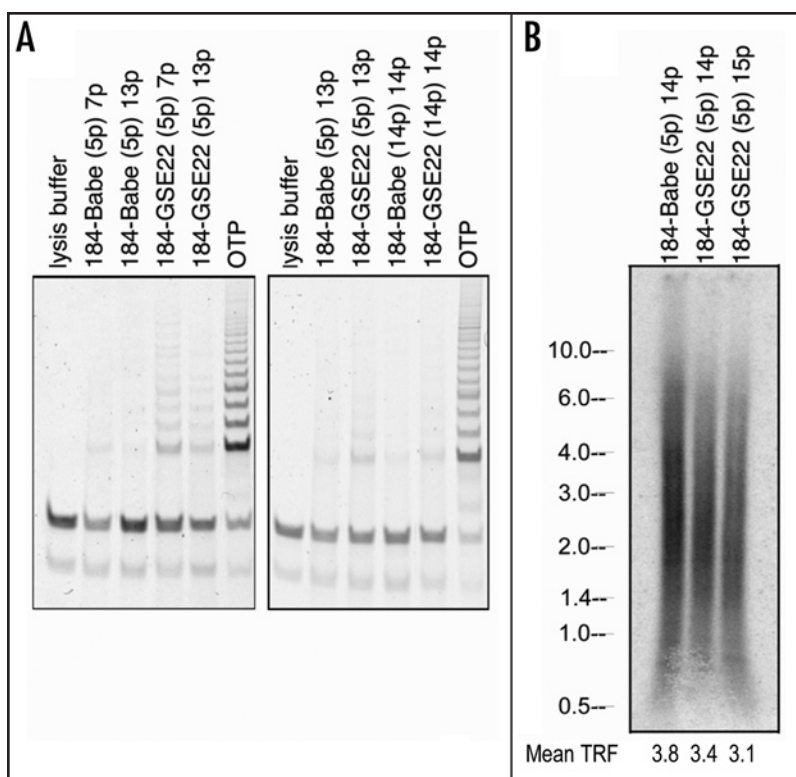 A
lysis buffer
184-Babe (5p) 7p
184-Babe (5p) 13p
184-GSE22 (5p) 7p
184-GSE22 (5p) 13p
OTP
lysis buffer
184-Babe (5p) 13p
184-GSE22 (5p) 13p
184-Babe (14p) 14p
184-GSE22 (14p) 14p
OTP
B
184-Babe (5p) 14p
184-GSE22 (5p) 14p
184-GSE22 (5p) 15p
10.0--
6.0--
4.0--
3.0--
2.0--
1.4--
1.0--
0.5--
Mean TRF 3.8 3.4 3.1